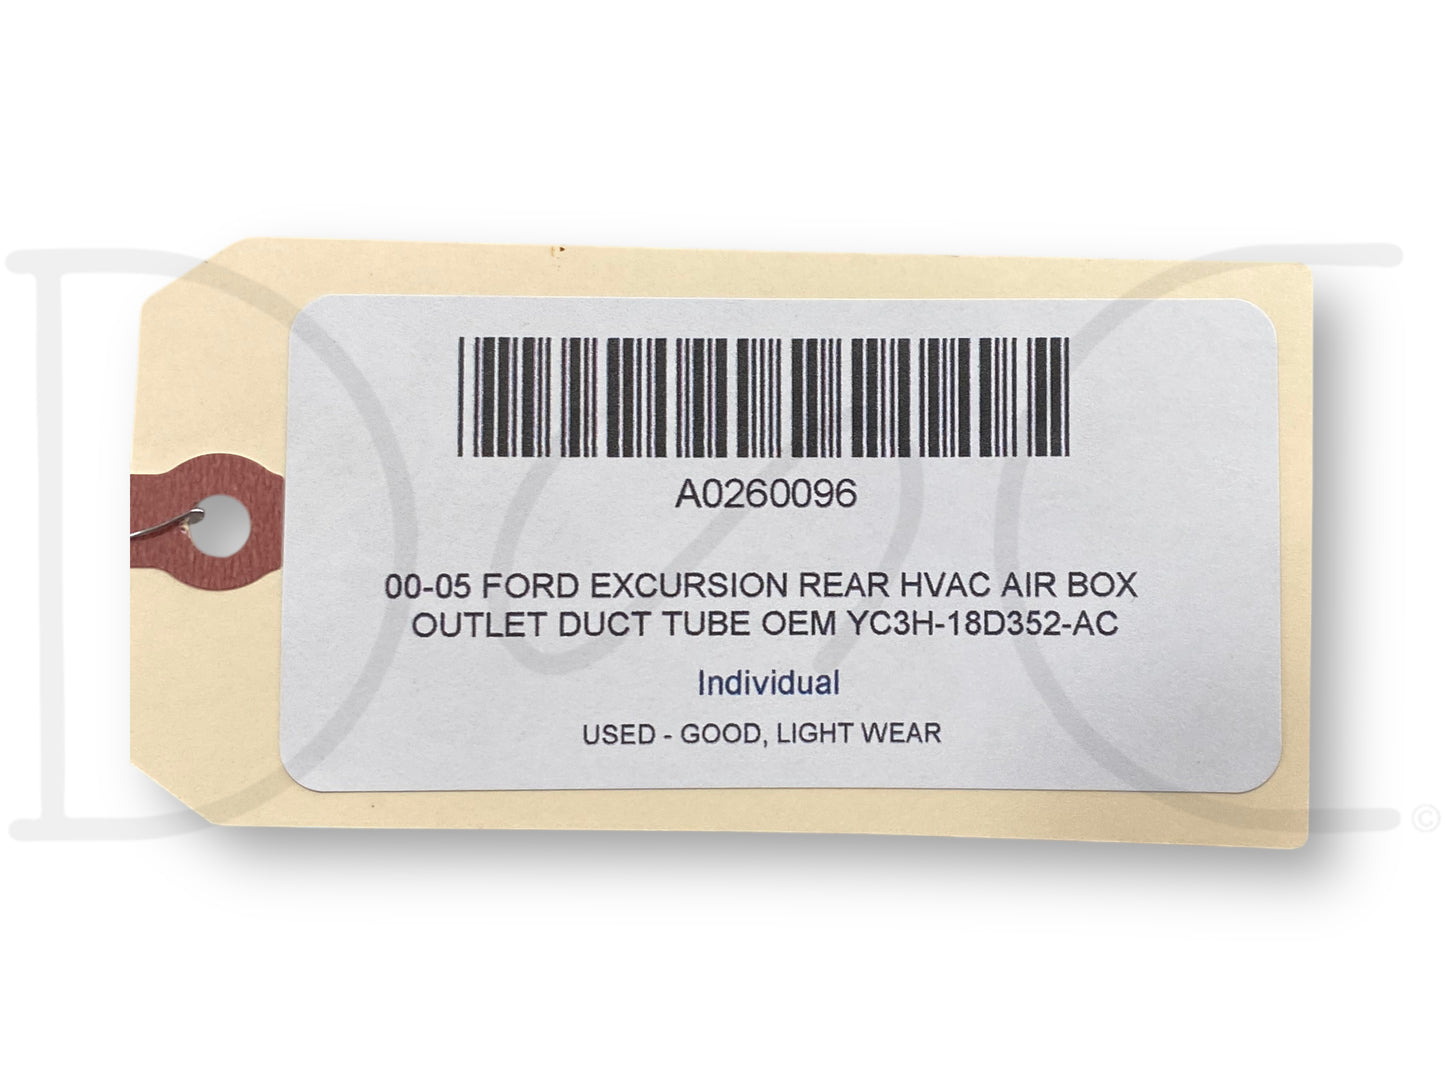 A0260096
00-05 FORD EXCURSION REAR HVAC AIR BOX
OUTLET DUCT TUBE OEM YC3H-18D352-AC
Individual
USED - GOOD, LIGHT WEAR
DC
©